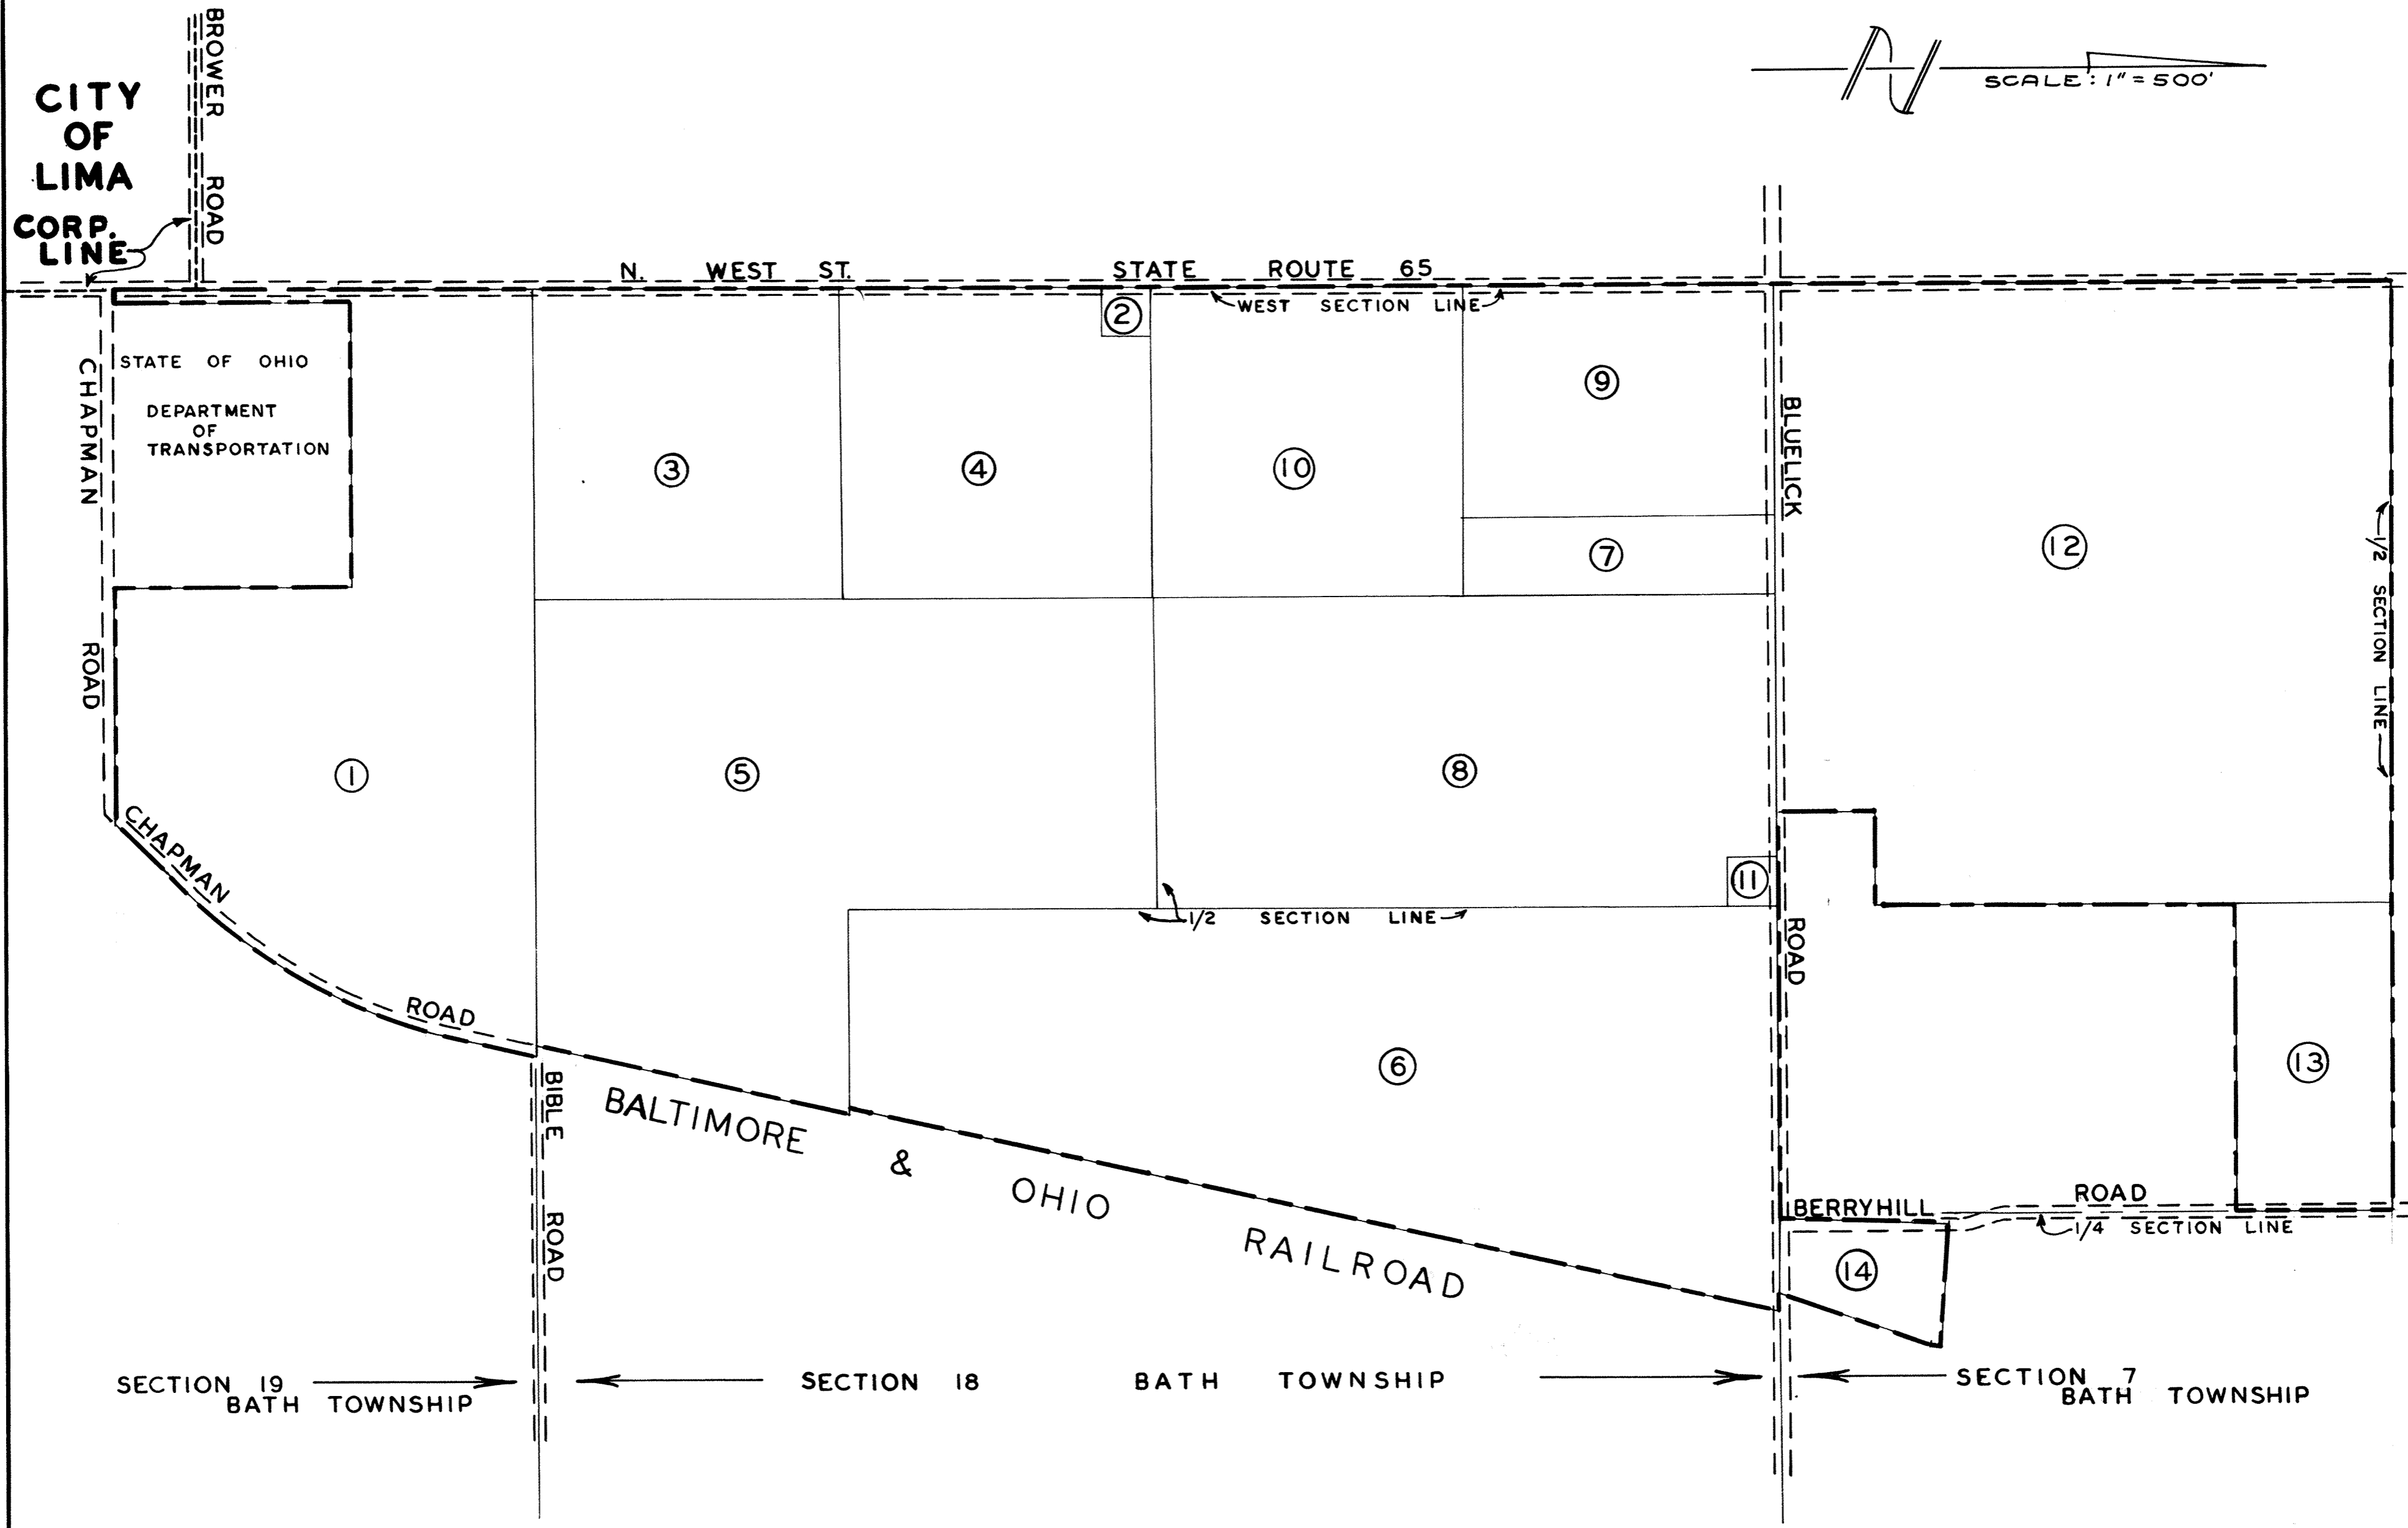 BROWER ROAD
CITY
OF
LIMA
CORP.
LINE
N
SCALE: 1" = 500'
N. WEST ST. STATE ROUTE 65
WEST SECTION LINE
STATE OF OHIO
DEPARTMENT
OF
TRANSPORTATION
CHAPMAN ROAD
2
3
4
10
9
7
BLUELICK ROAD
12
1/2 SECTION LINE
1
5
8
11
CHAPMAN ROAD
1/2 SECTION LINE
6
13
BIBLE ROAD
BALTIMORE & OHIO RAILROAD
BERRYHILL ROAD
1/4 SECTION LINE
14
SECTION 19
BATH TOWNSHIP
SECTION 18 BATH TOWNSHIP
SECTION 7
BATH TOWNSHIP